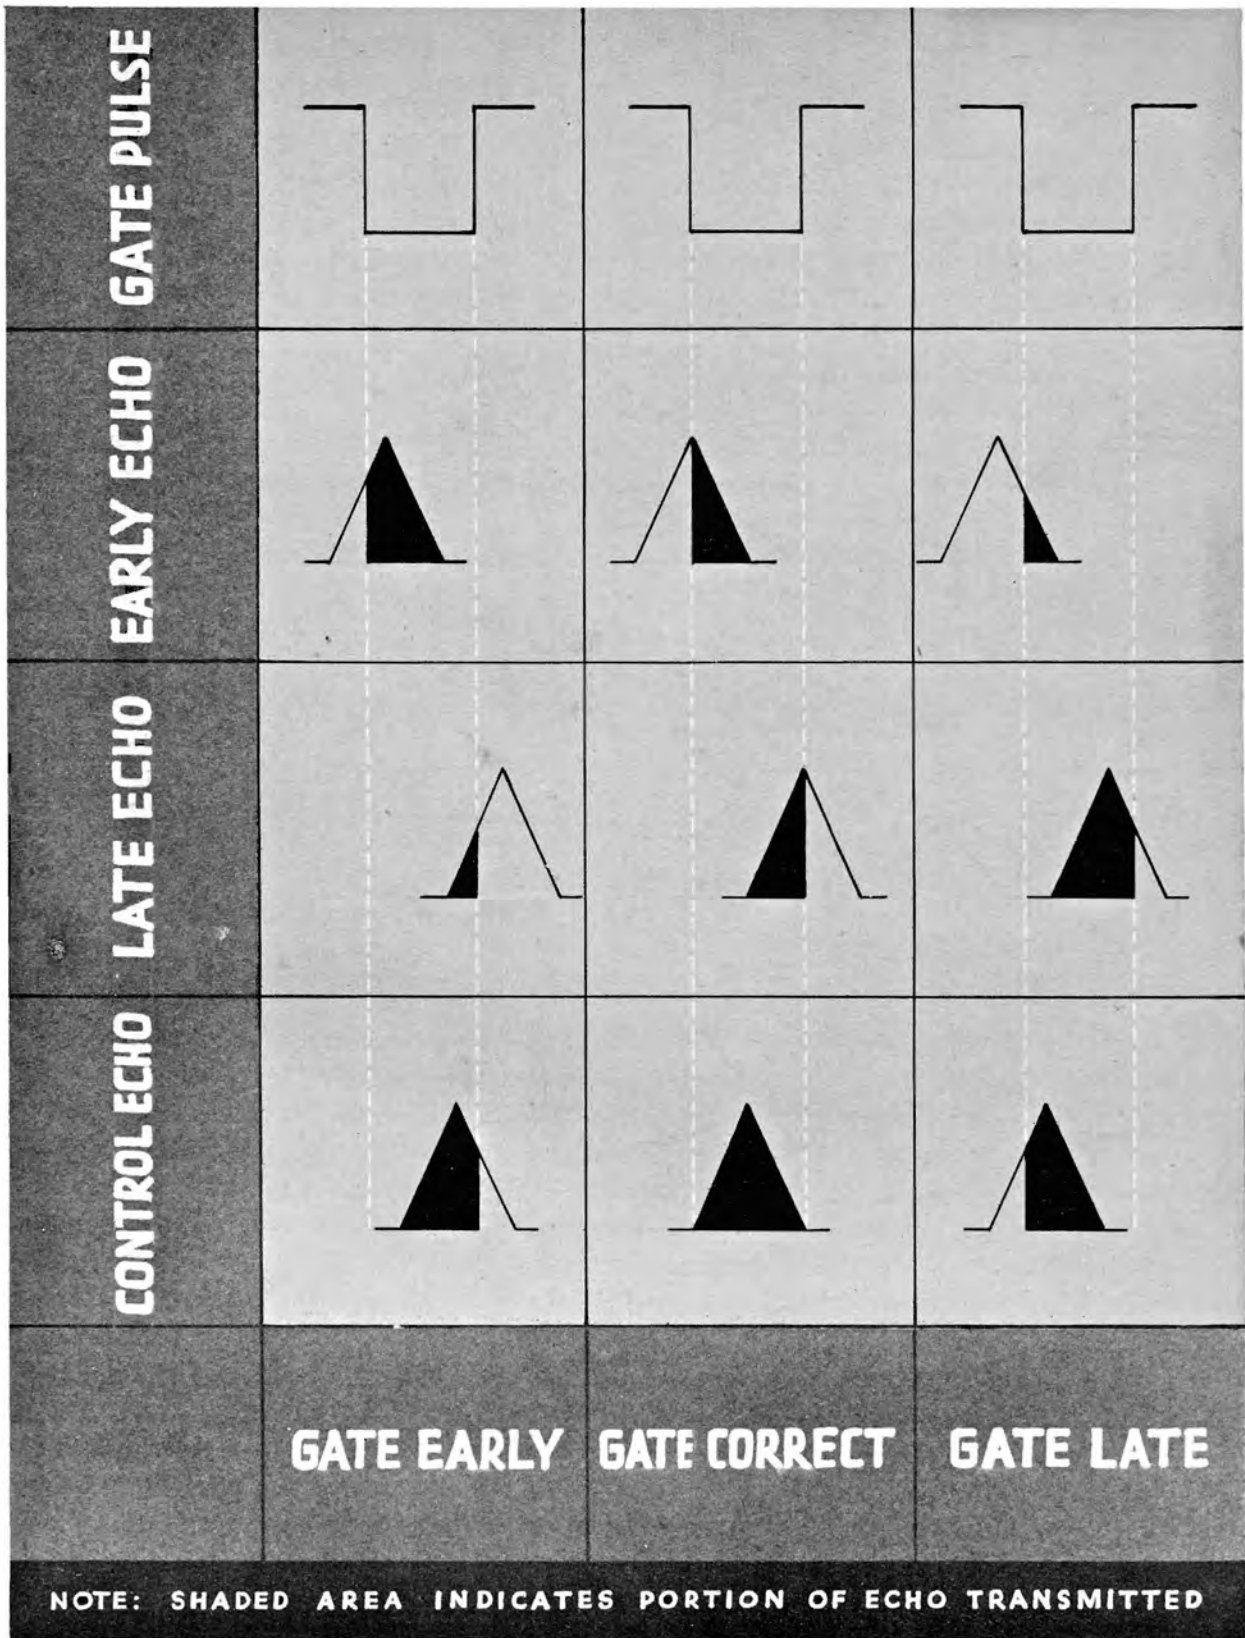 GATE PULSE
EARLY ECHO
LATE ECHO
CONTROL ECHO
GATE EARLY
GATE CORRECT
GATE LATE
NOTE: SHADED AREA INDICATES PORTION OF ECHO TRANSMITTED